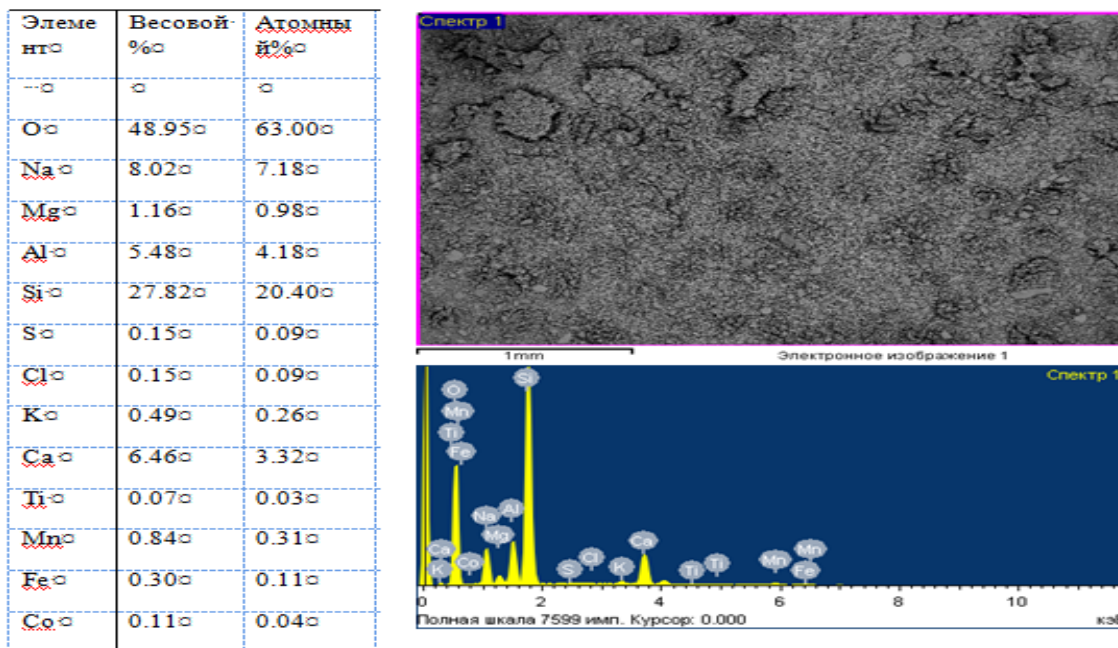 Элеме Весовой Атомны
нт¤ %¤ й%¤
--¤ ¤ ¤
O¤ 48.95¤ 63.00¤
Na¤ 8.02¤ 7.18¤
Mg¤ 1.16¤ 0.98¤
Al¤ 5.48¤ 4.18¤
Si¤ 27.82¤ 20.40¤
S¤ 0.15¤ 0.09¤
Cl¤ 0.15¤ 0.09¤
K¤ 0.49¤ 0.26¤
Ca¤ 6.46¤ 3.32¤
Ti¤ 0.07¤ 0.03¤
Mn¤ 0.84¤ 0.31¤
Fe¤ 0.30¤ 0.11¤
Co¤ 0.11¤ 0.04¤
Спектр 1
1mm Электронное изображение 1
Спектр 1
O Si
Mn
Ti
Fe
Na Al
Mg
Ca Co Ca
K S Cl K Ti Ti Mn Mn
Fe
0 2 4 6 8 10
Полная шкала 7599 имп. Курсор: 0.000 кэВ